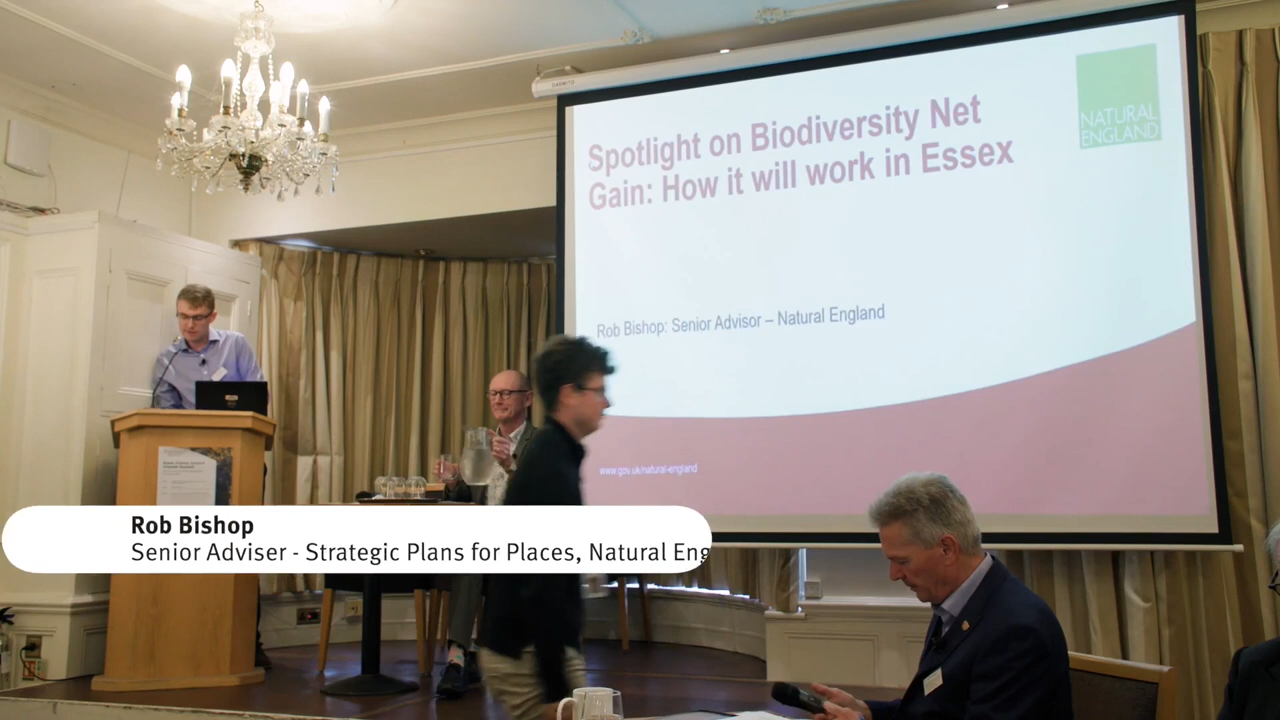 Spotlight on Biodiversity Net
Gain: How it will work in Essex
NATURAL
ENGLAND
Rob Bishop: Senior Advisor – Natural England
www.gov.uk/natural-england
Rob Bishop
Senior Adviser - Strategic Plans for Places, Natural Eng